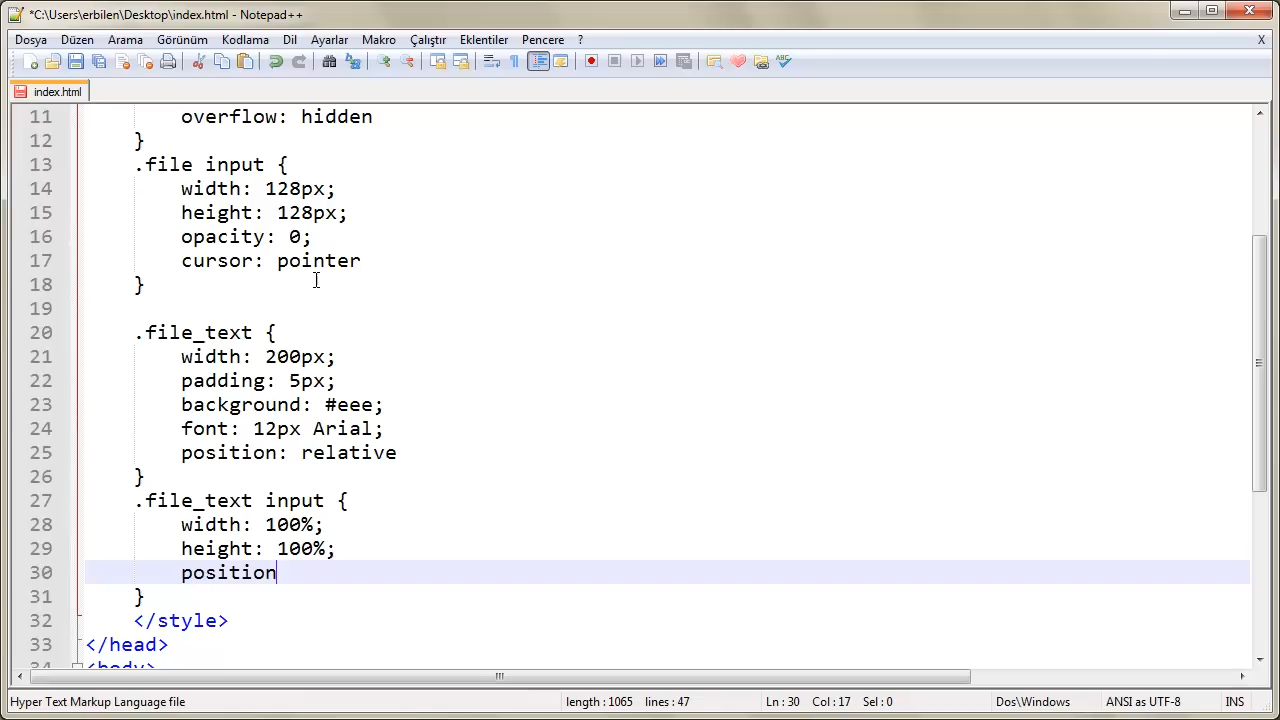 *C:\Users\erbilen\Desktop\index.html - Notepad++
Dosya Düzen Arama Görünüm Kodlama Dil Ayarlar Makro Çalıştır Eklentiler Pencere ? X
index.html
11 overflow: hidden
12 }
13 .file input {
14 width: 128px;
15 height: 128px;
16 opacity: 0;
17 cursor: pointer
18 }
19
20 .file_text {
21 width: 200px;
22 padding: 5px;
23 background: #eee;
24 font: 12px Arial;
25 position: relative
26 }
27 .file_text input {
28 width: 100%;
29 height: 100%;
30 position
31 }
32 </style>
33 </head>
34 <body>
Hyper Text Markup Language file length : 1065 lines : 47 Ln : 30 Col : 17 Sel : 0 Dos\Windows ANSI as UTF-8 INS